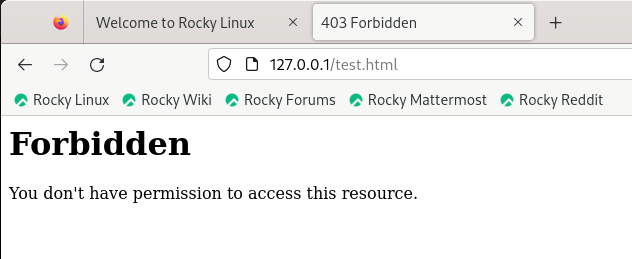 Welcome to Rocky Linux
403 Forbidden
127.0.0.1/test.html
Rocky Linux Rocky Wiki Rocky Forums Rocky Mattermost Rocky Reddit
Forbidden
You don't have permission to access this resource.